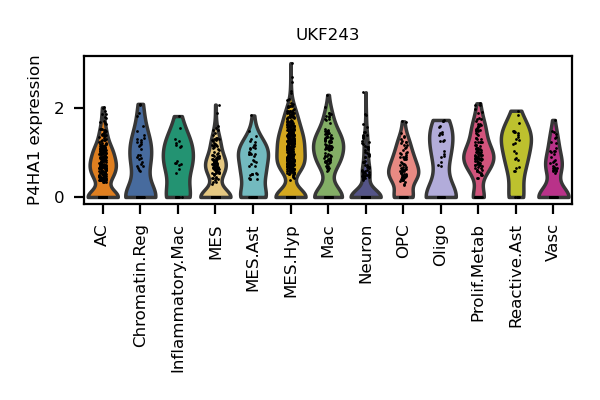 UKF243
P4HA1 expression
2
0
AC
Chromatin.Reg
Inflammatory.Mac
MES
MES.Ast
MES.Hyp
Mac
Neuron
OPC
Oligo
Prolif.Metab
Reactive.Ast
Vasc